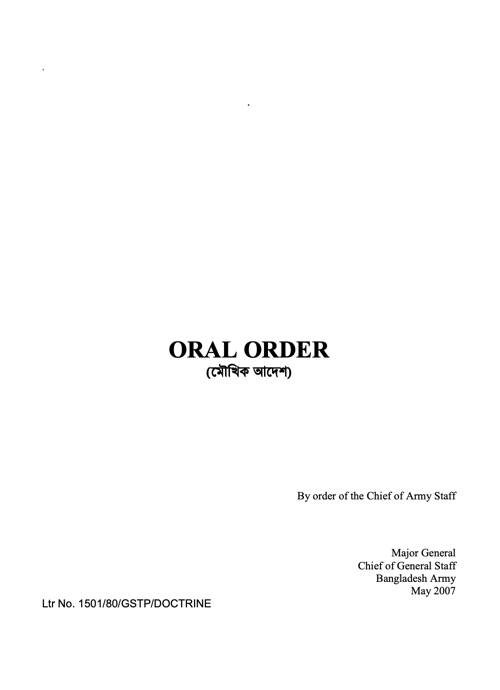 ORAL ORDER
(মৌখিক আদেশ)
By order of the Chief of Army Staff
Major General
Chief of General Staff
Bangladesh Army
May 2007
Ltr No. 1501/80/GSTP/DOCTRINE